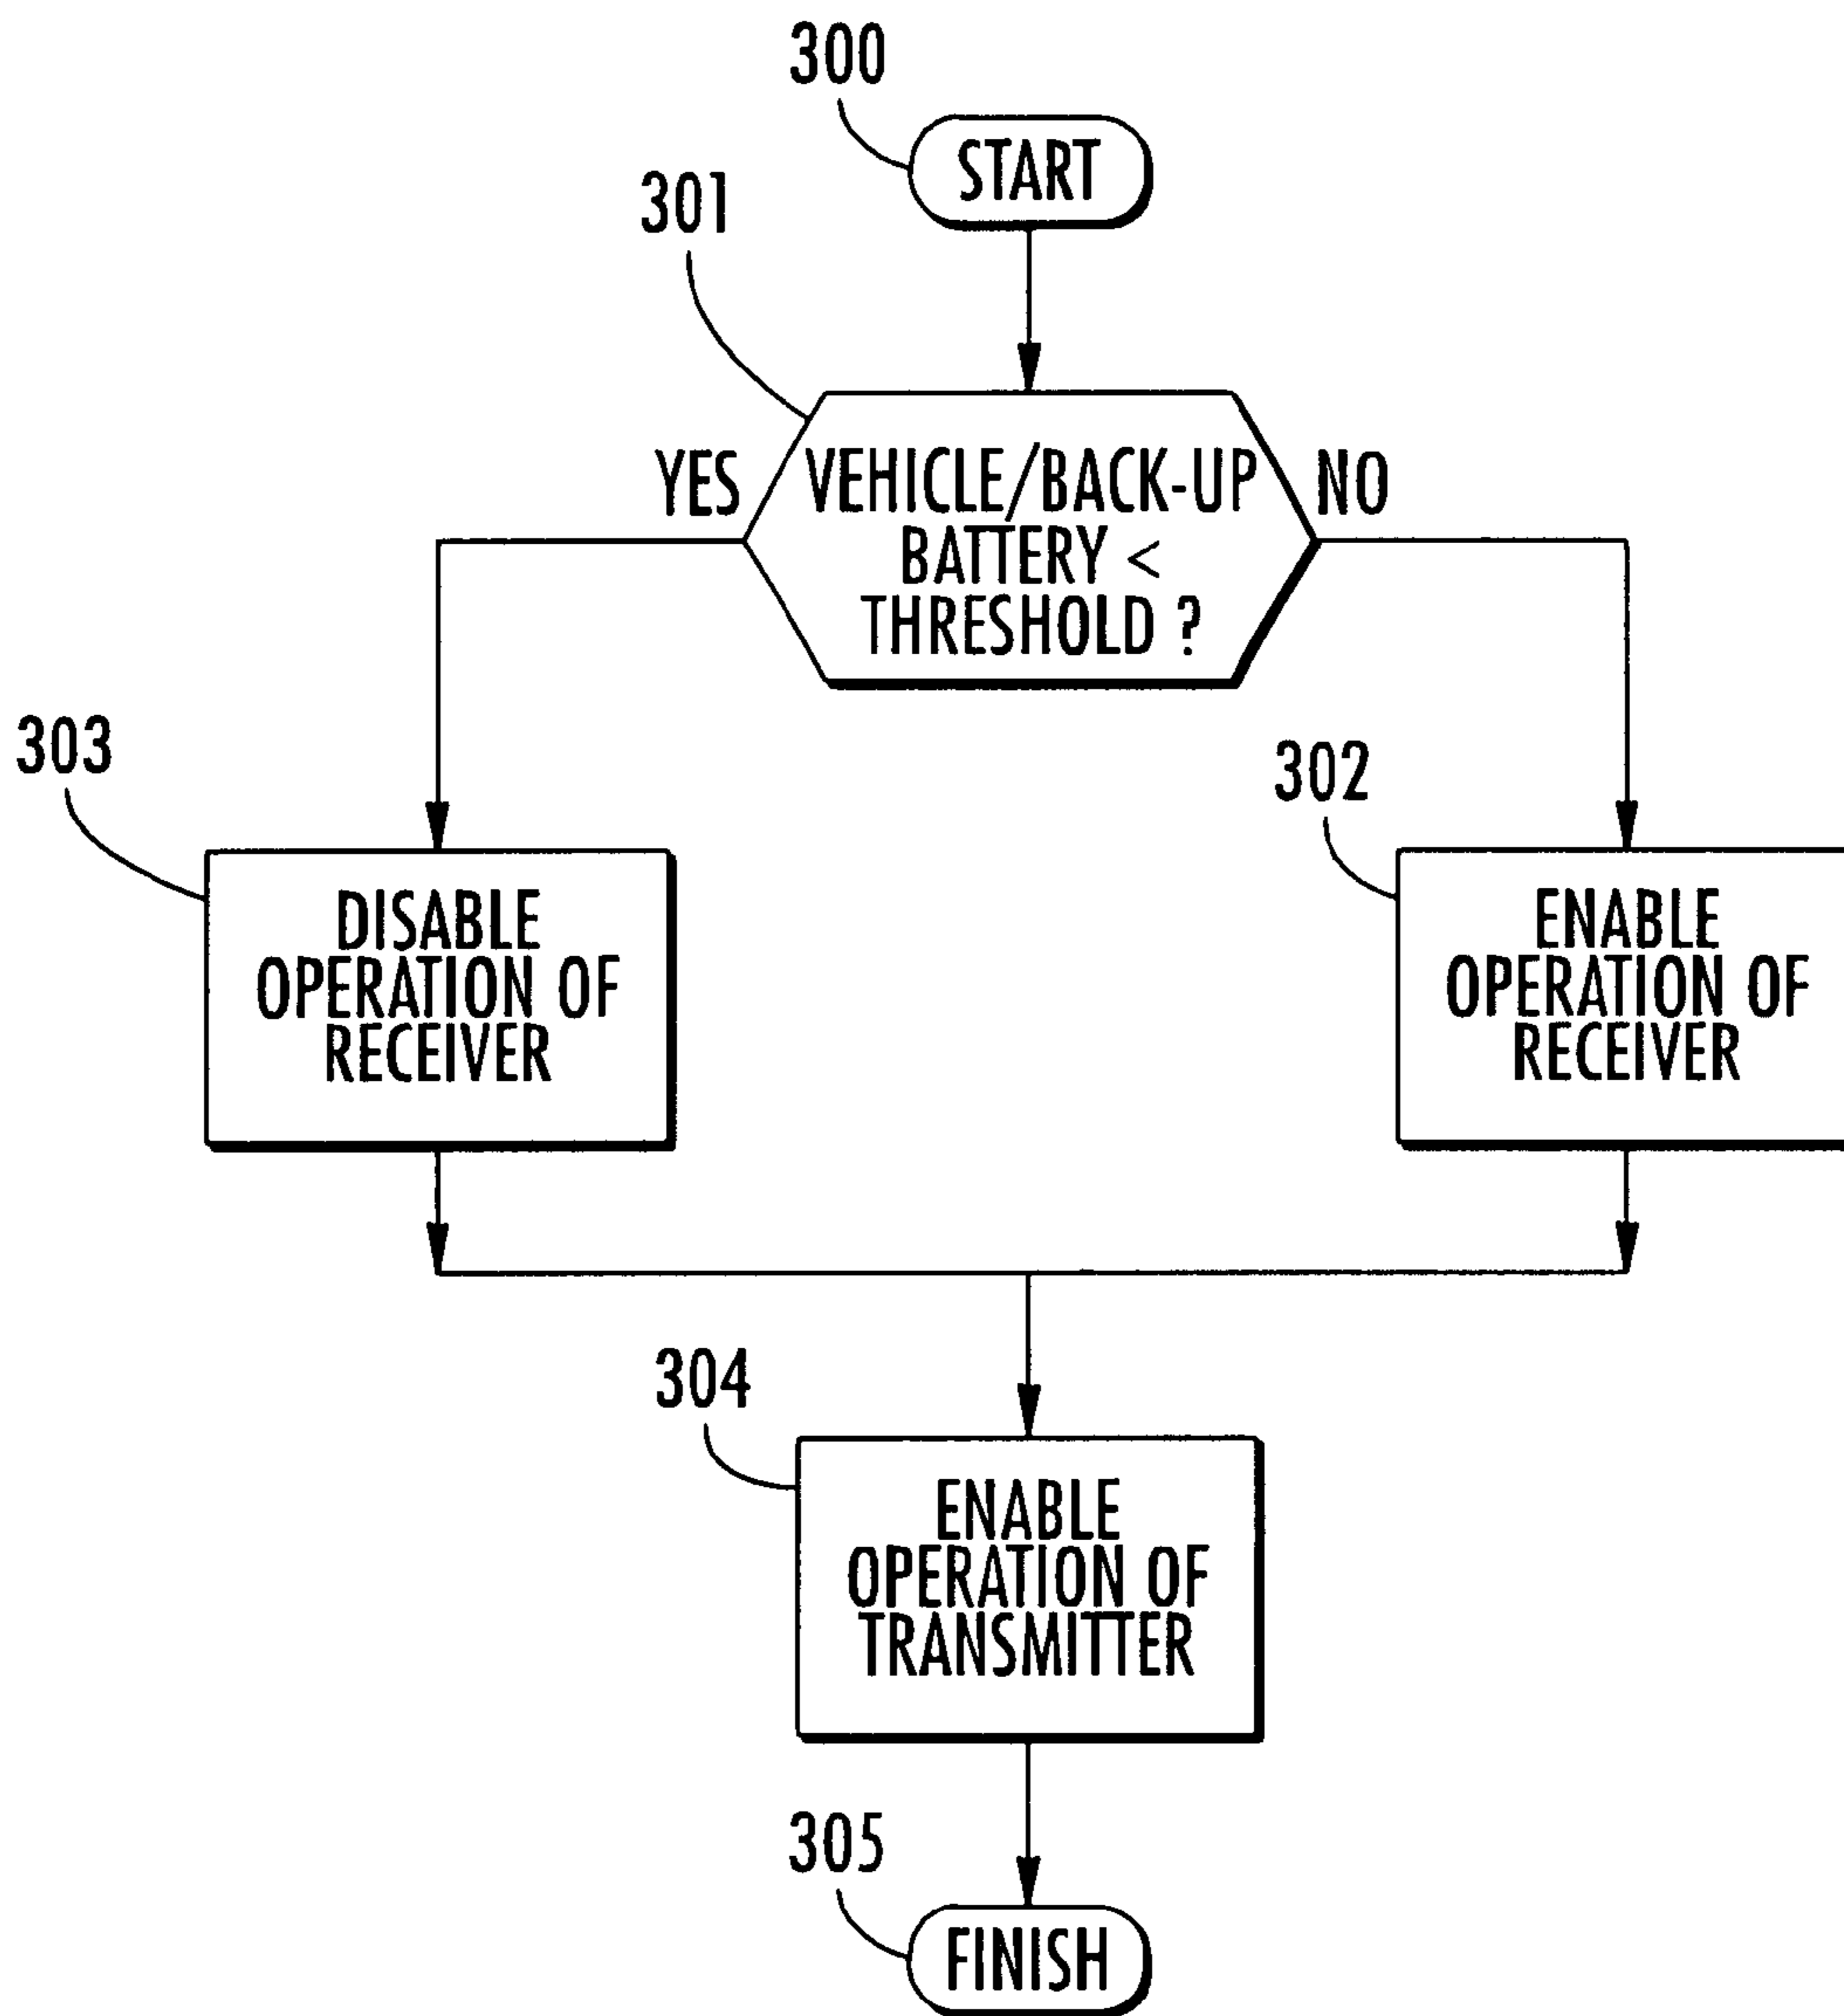 300
START
301
YES
VEHICLE/BACK-UP
BATTERY <
THRESHOLD ?
NO
303
302
DISABLE
OPERATION OF
RECEIVER
ENABLE
OPERATION OF
RECEIVER
304
ENABLE
OPERATION OF
TRANSMITTER
305
FINISH